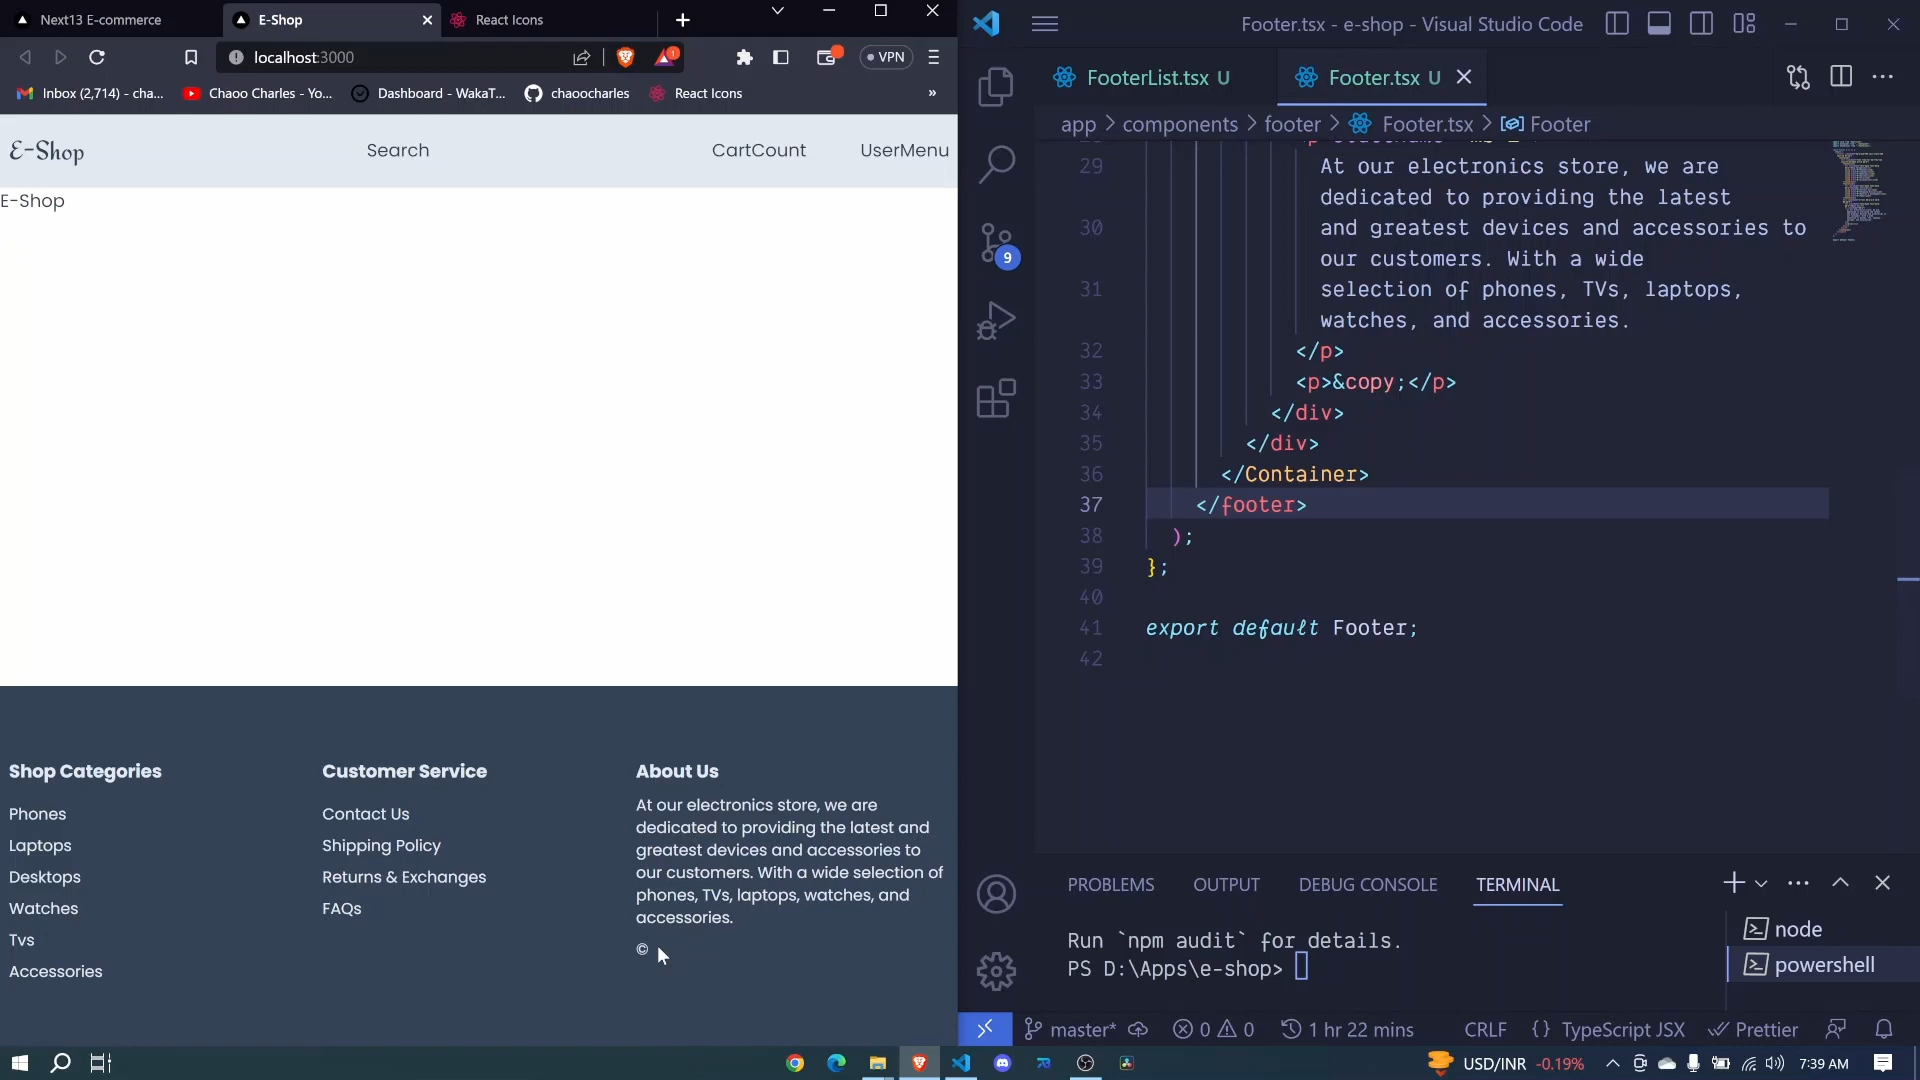 Next13 E-commerce
E-Shop
React Icons
localhost:3000
1
VPN
Inbox (2,714) - cha...
Chaoo Charles - Yo...
Dashboard - WakaT...
chaoocharles
React Icons
»
E-Shop
Search
CartCount
UserMenu
E-Shop
Shop Categories
Phones
Laptops
Desktops
Watches
Tvs
Accessories
Customer Service
Contact Us
Shipping Policy
Returns & Exchanges
FAQs
About Us
At our electronics store, we are
dedicated to providing the latest and
greatest devices and accessories to
our customers. With a wide selection of
phones, TVs, laptops, watches, and
accessories.
©
Footer.tsx - e-shop - Visual Studio Code
FooterList.tsx U
Footer.tsx U
app > components > footer > Footer.tsx > Footer
29 At our electronics store, we are
dedicated to providing the latest
30 and greatest devices and accessories to
our customers. With a wide
31 selection of phones, TVs, laptops,
watches, and accessories.
32 </p>
33 <p>&copy;</p>
34 </div>
35 </div>
36 </Container>
37 </footer>
38 );
39 };
40
41 export default Footer;
42
9
PROBLEMS OUTPUT DEBUG CONSOLE TERMINAL
Run `npm audit` for details.
PS D:\Apps\e-shop>
node
powershell
master* 0 0 1 hr 22 mins CRLF {} TypeScript JSX Prettier
USD/INR -0.19% 7:39 AM